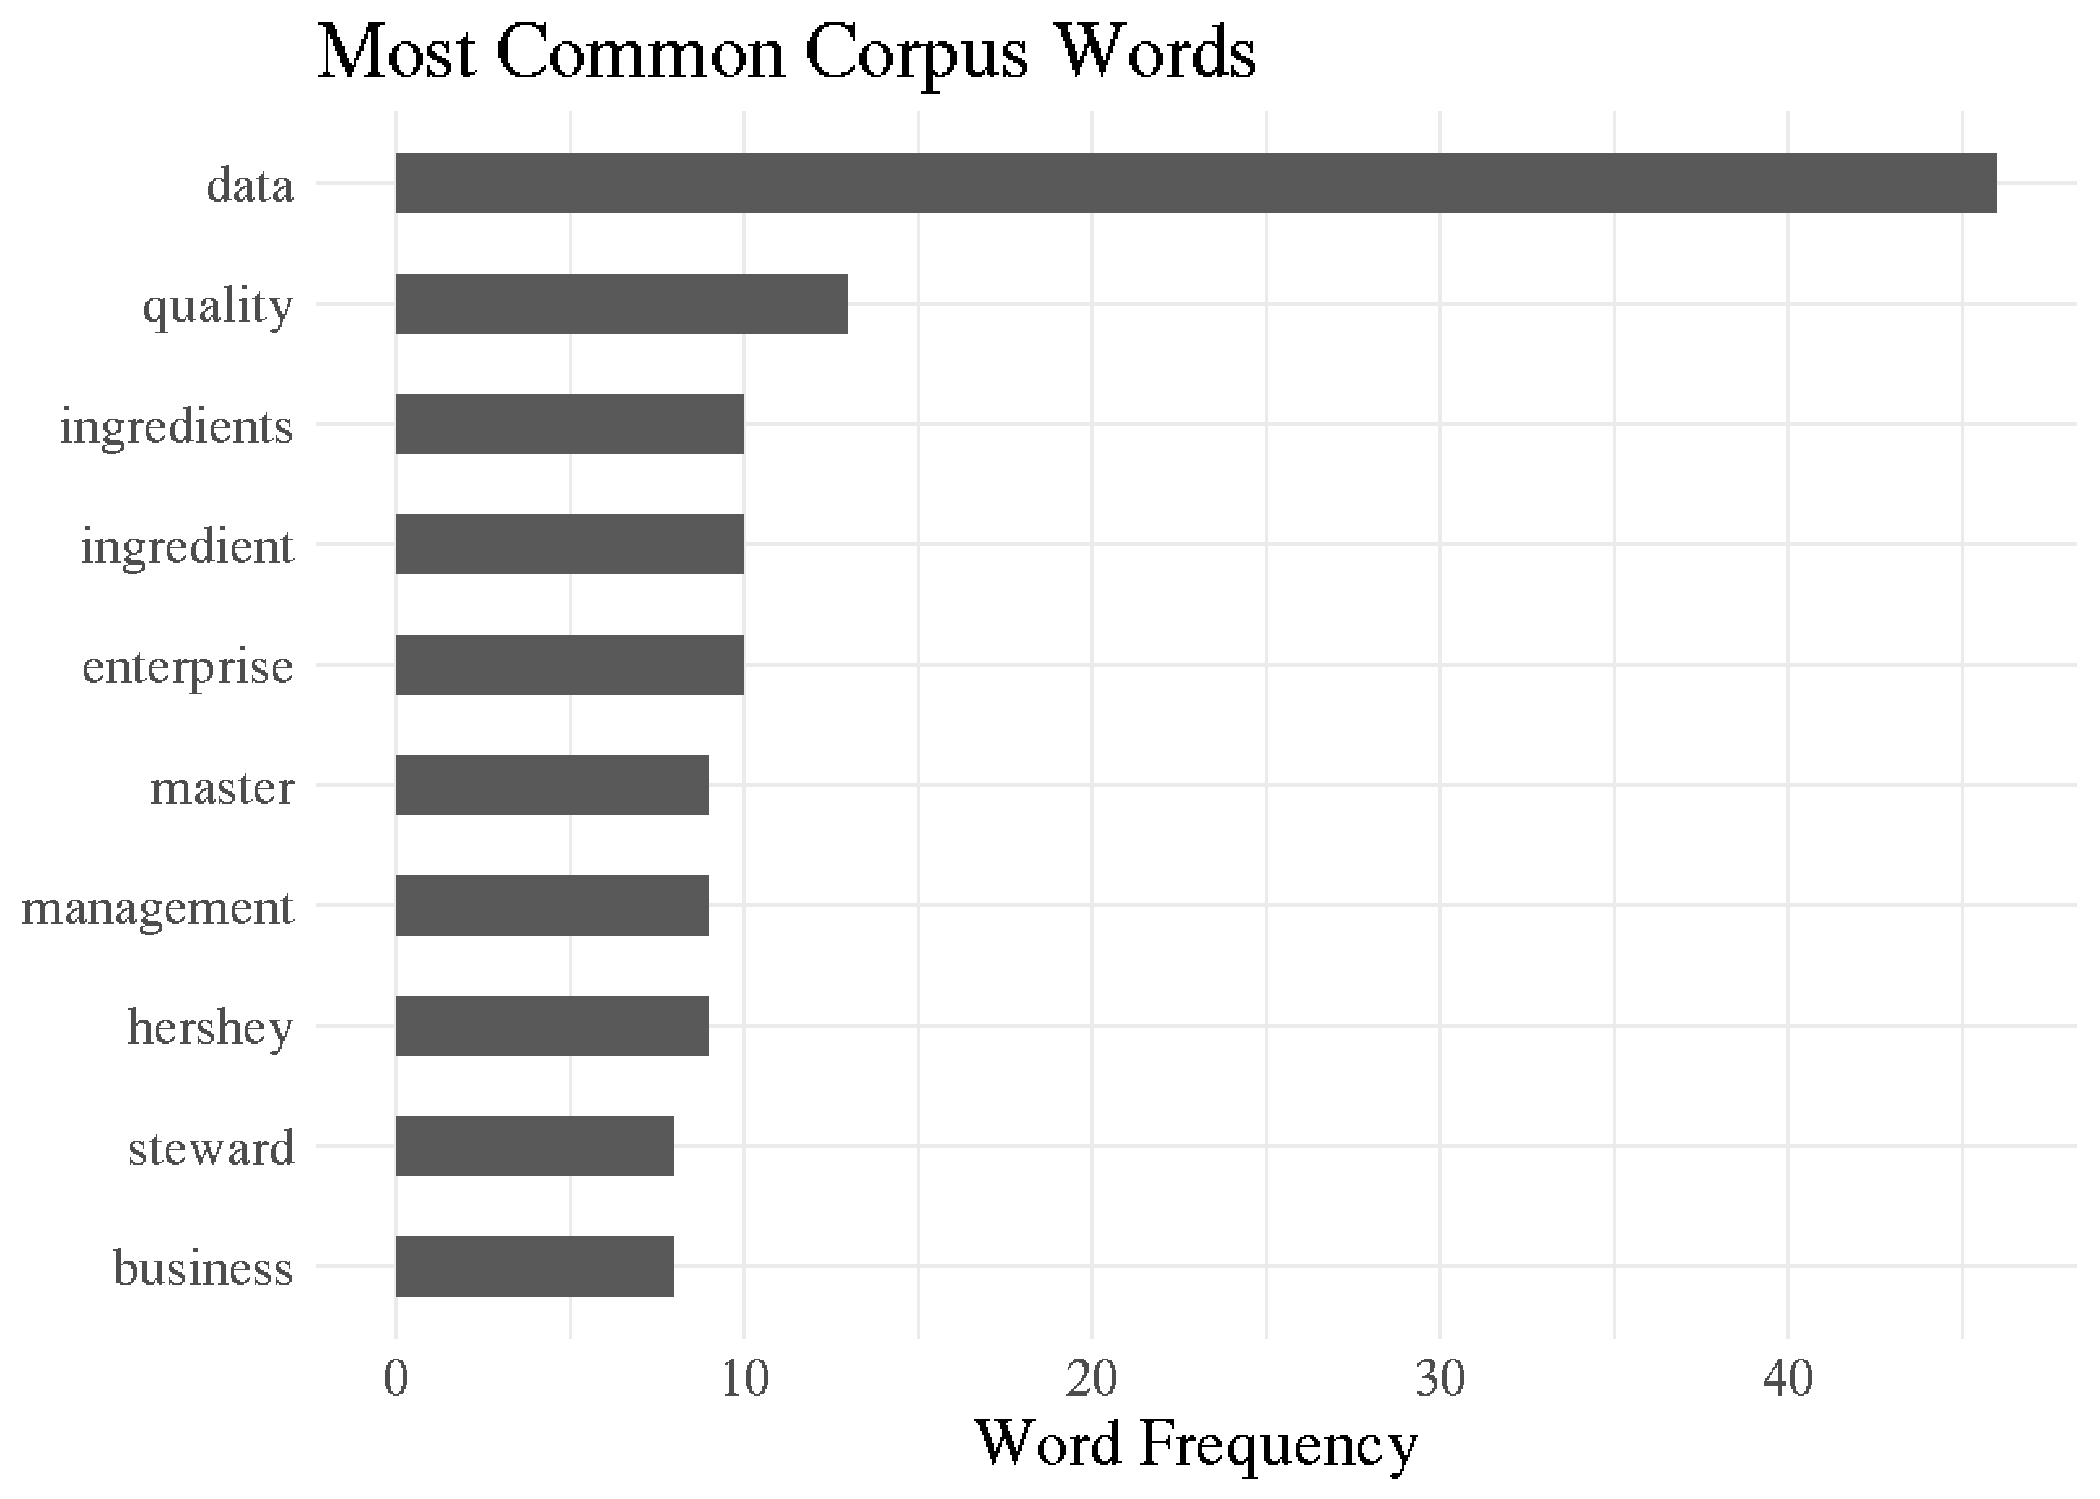 Most Common Corpus Words
data
quality
ingredients
ingredient
enterprise
master
management
hershey
steward
business
0 10 20 30 40
Word Frequency